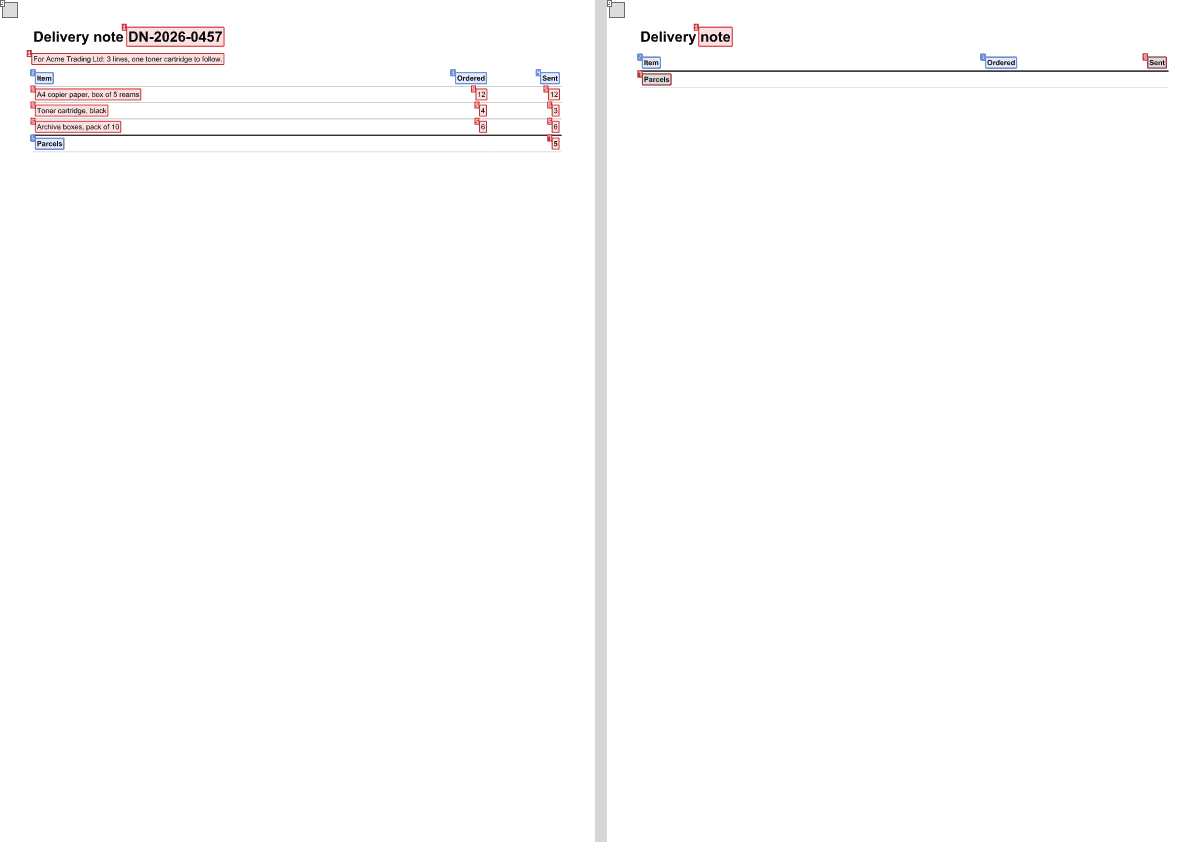 Delivery note DN-2026-0457
For Acme Trading Ltd: 3 lines, one toner cartridge to follow.
Item Ordered Sent
A4 copier paper, box of 5 reams 12 12
Toner cartridge, black 4 3
Archive boxes, pack of 10 6 6
Parcels 5
Delivery note
Item Ordered Sent
Parcels